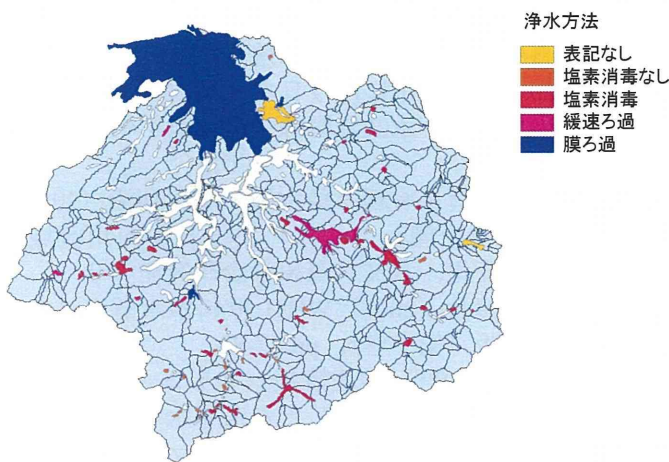 浄水方法
表記なし
塩素消毒なし
塩素消毒
緩速ろ過
膜ろ過